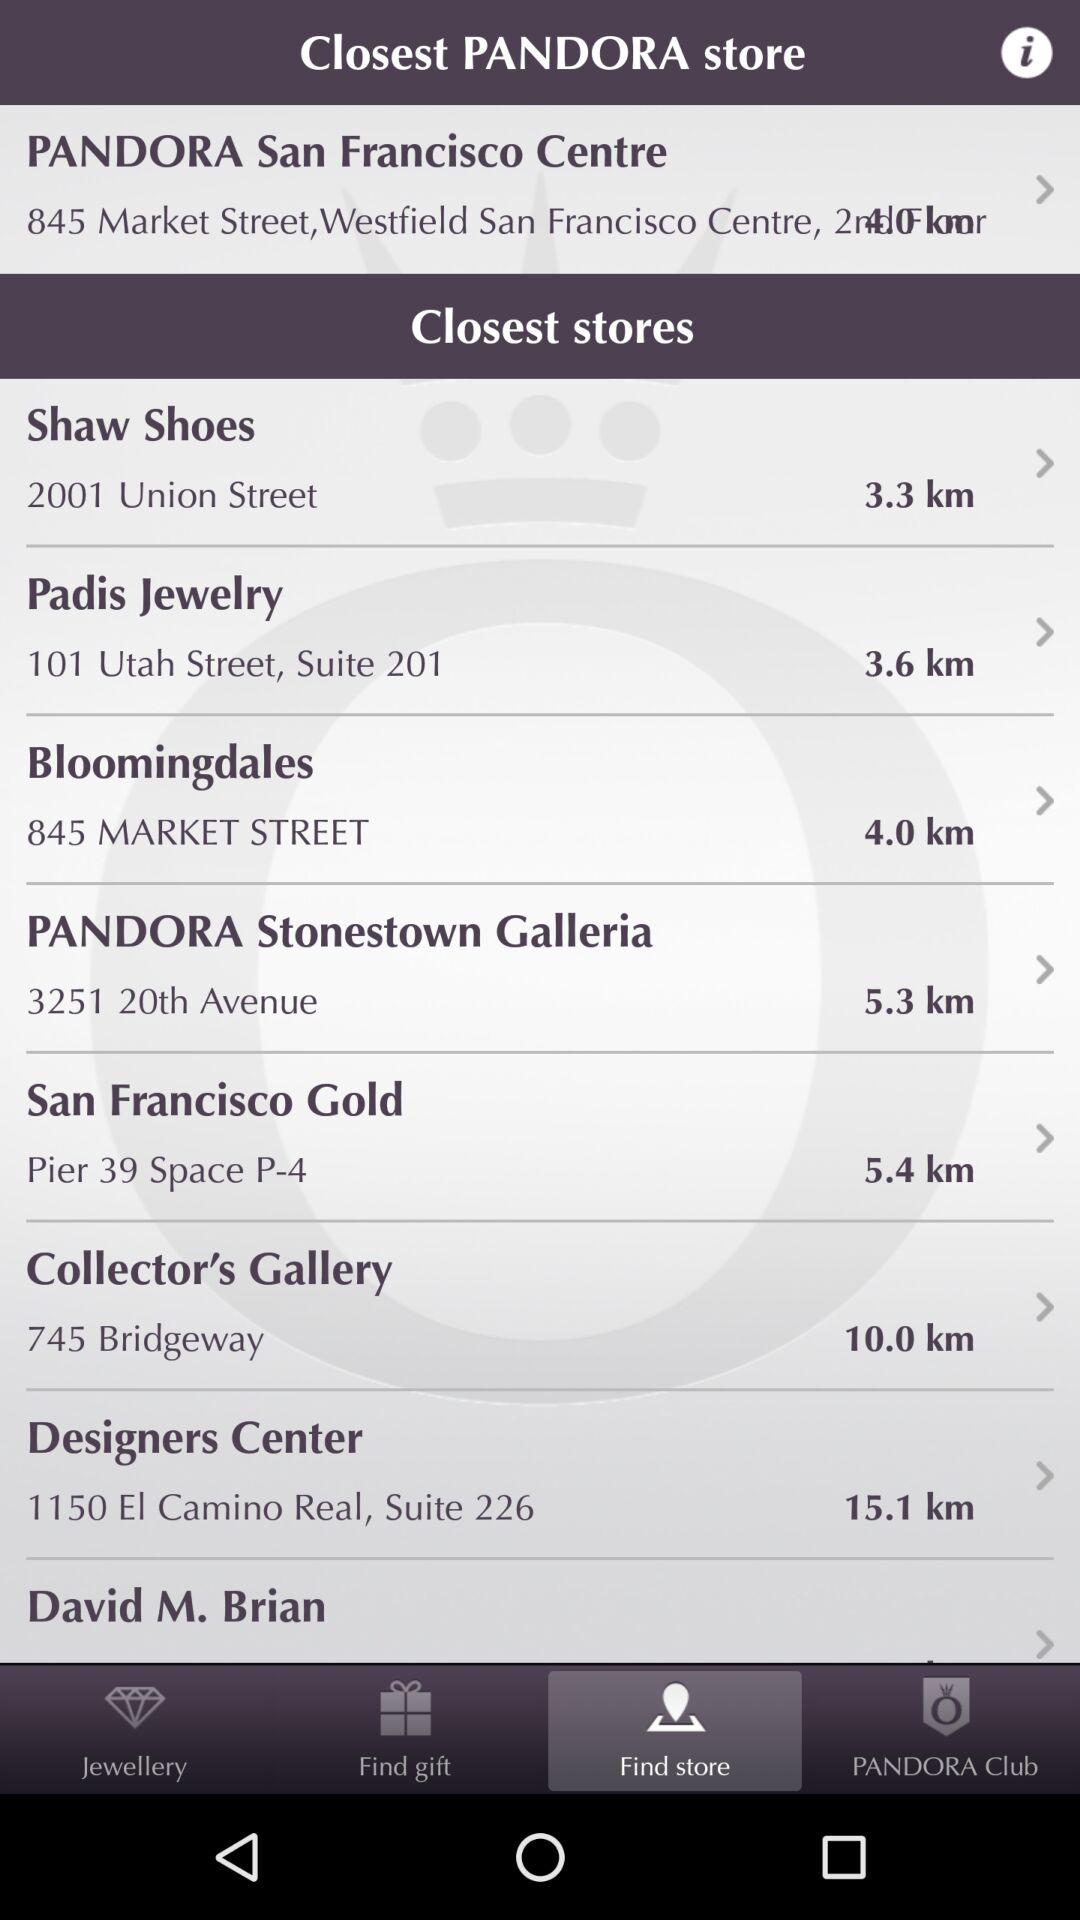 Closest PANDORA store
PANDORA San Francisco Centre
845 Market Street,Westfield San Francisco Centre, 2nd Floor 4.0 km
Closest stores
Shaw Shoes
2001 Union Street 3.3 km
Padis Jewelry
101 Utah Street, Suite 201 3.6 km
Bloomingdales
845 MARKET STREET 4.0 km
PANDORA Stonestown Galleria
3251 20th Avenue 5.3 km
San Francisco Gold
Pier 39 Space P-4 5.4 km
Collector's Gallery
745 Bridgeway 10.0 km
Designers Center
1150 El Camino Real, Suite 226 15.1 km
David M. Brian
Jewellery Find gift Find store PANDORA Club